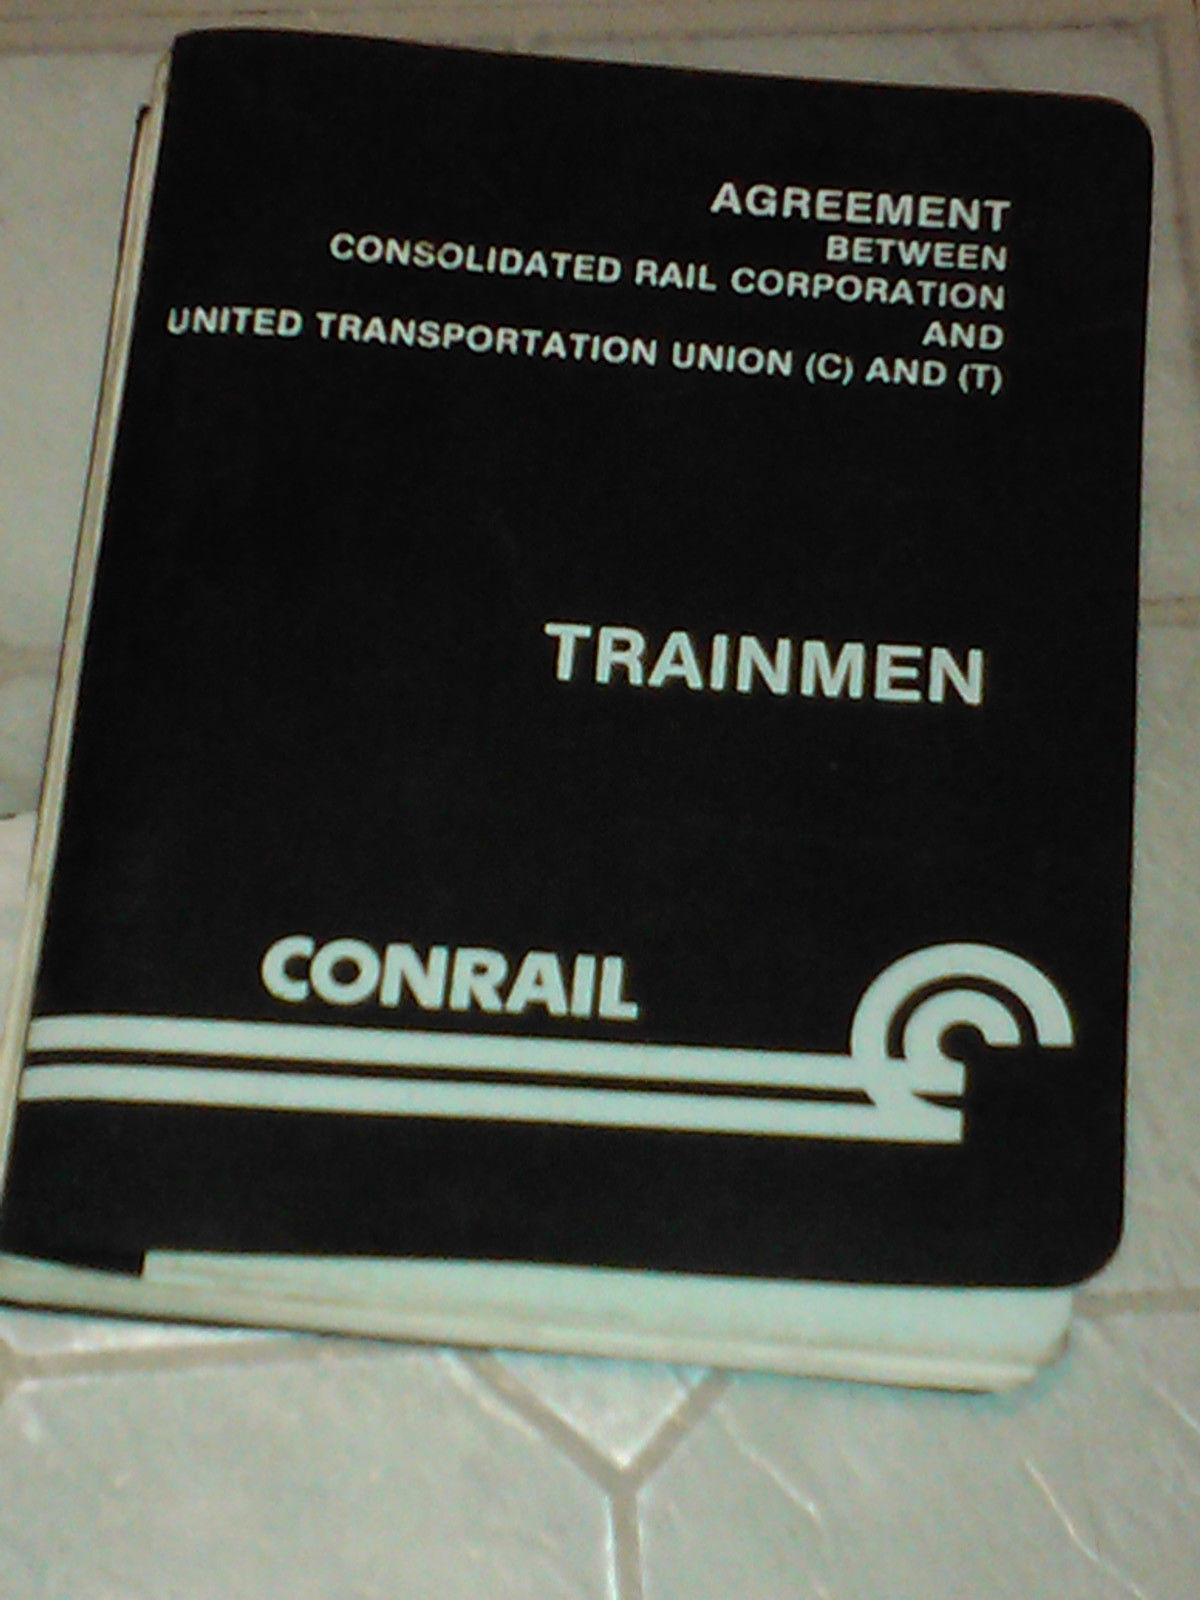 AGREEMENT
BETWEEN
CONSOLIDATED RAIL CORPORATION
AND
UNITED TRANSPORTATION UNION (C) AND (T)
TRAINMEN
CONRAIL